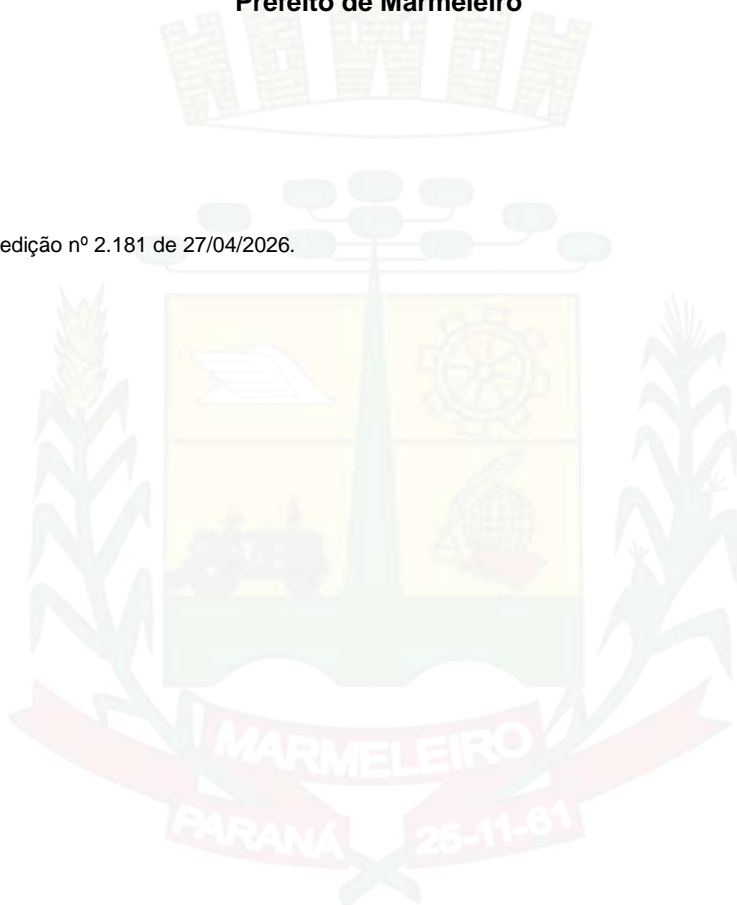 Prefeito de Marmeleiro
edição nº 2.181 de 27/04/2026.
MARMELEIRO
PARANÁ 25-11-61